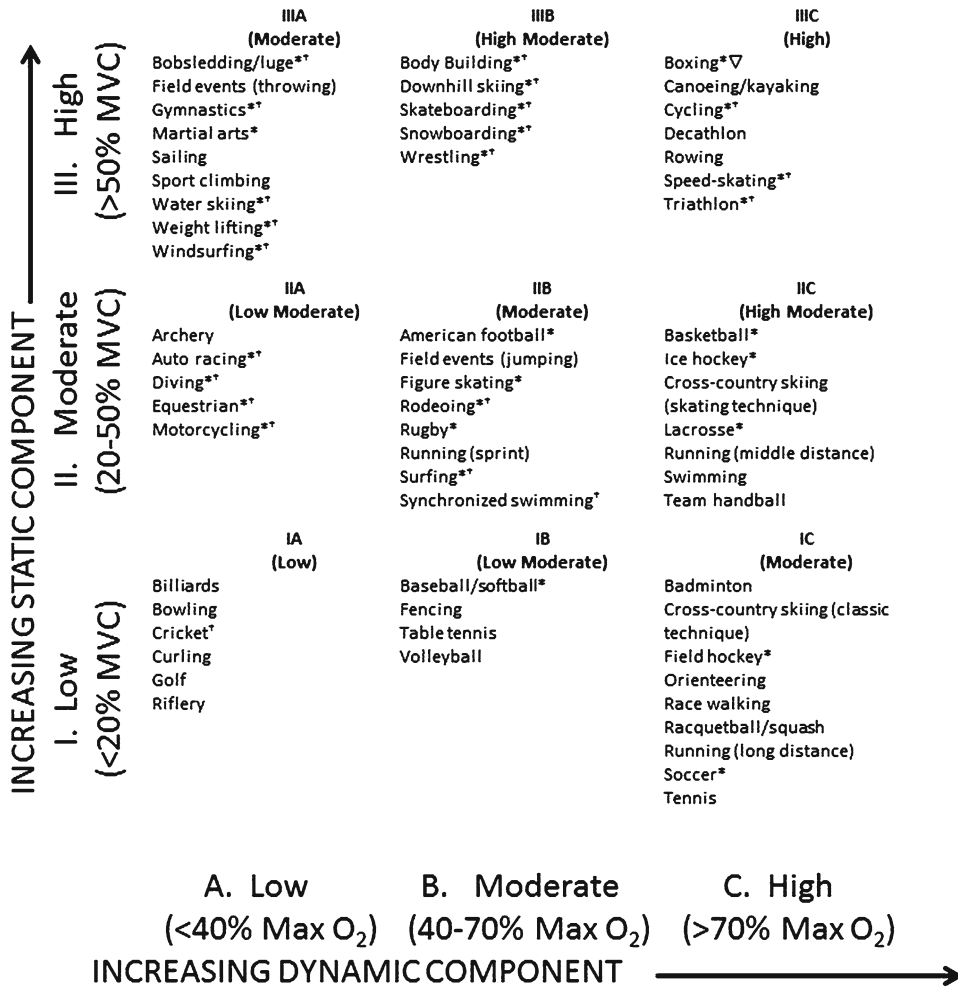 IIIA
(Moderate)
Bobsledding/luge*†
Field events (throwing)
Gymnastics*†
Martial arts*
Sailing
Sport climbing
Water skiing*†
Weight lifting*†
Windsurfing*†
IIIB
(High Moderate)
Body Building*†
Downhill skiing*†
Skateboarding*†
Snowboarding*†
Wrestling*†
IIIC
(High)
Boxing*▽
Canoeing/kayaking
Cycling*†
Decathlon
Rowing
Speed-skating*†
Triathlon*†
III. High
(>50% MVC)
IIA
(Low Moderate)
Archery
Auto racing*†
Diving*†
Equestrian*†
Motorcycling*†
IIB
(Moderate)
American football*
Field events (jumping)
Figure skating*
Rodeoing*†
Rugby*
Running (sprint)
Surfing*†
Synchronized swimming†
IIC
(High Moderate)
Basketball*
Ice hockey*
Cross-country skiing
(skating technique)
Lacrosse*
Running (middle distance)
Swimming
Team handball
II. Moderate
(20-50% MVC)
IA
(Low)
Billiards
Bowling
Cricket†
Curling
Golf
Riflery
IB
(Low Moderate)
Baseball/softball*
Fencing
Table tennis
Volleyball
IC
(Moderate)
Badminton
Cross-country skiing (classic
technique)
Field hockey*
Orienteering
Race walking
Racquetball/squash
Running (long distance)
Soccer*
Tennis
I. Low
(<20% MVC)
INCREASING STATIC COMPONENT
A. Low
(<40% Max O₂)
B. Moderate
(40-70% Max O₂)
C. High
(>70% Max O₂)
INCREASING DYNAMIC COMPONENT